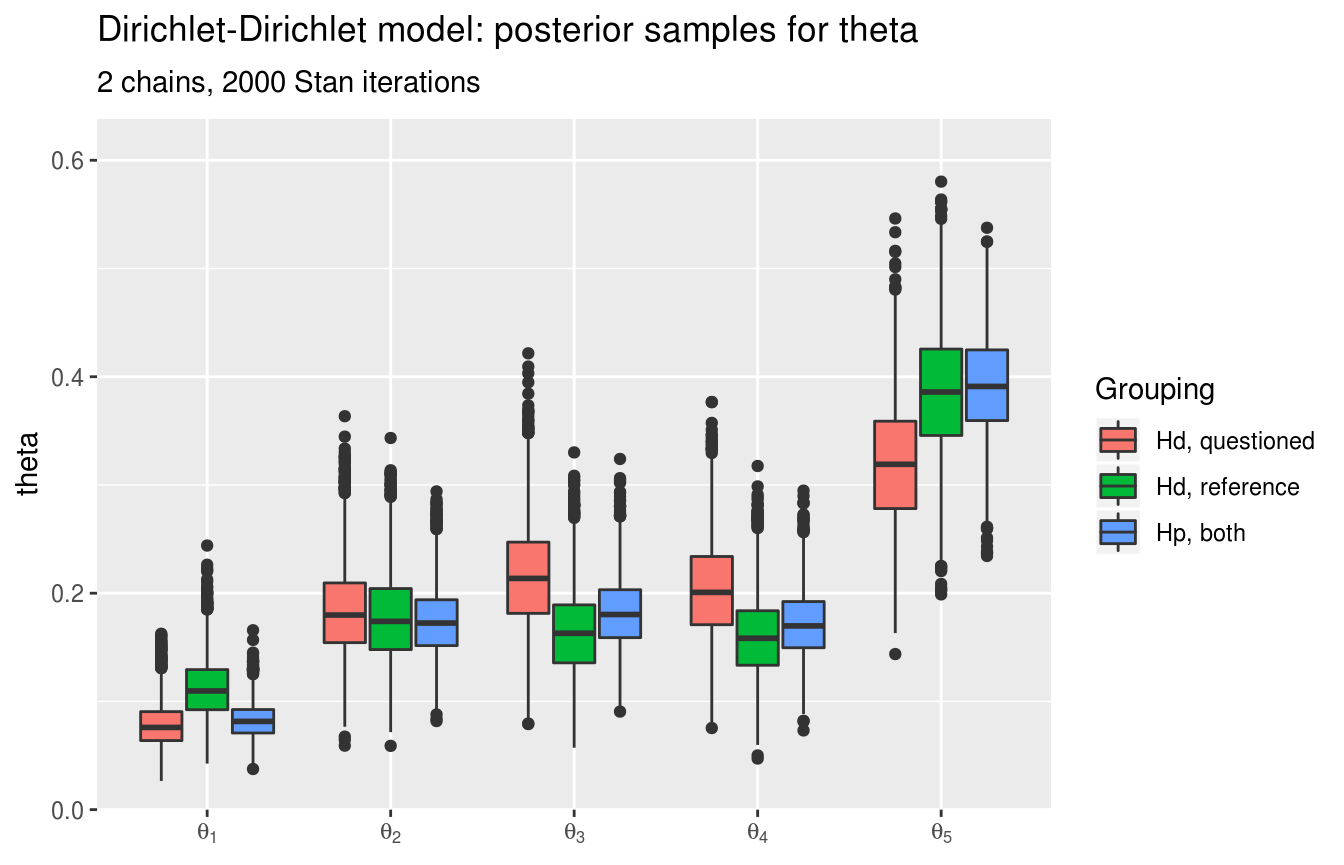 Dirichlet-Dirichlet model: posterior samples for theta
2 chains, 2000 Stan iterations
theta
0.6
0.4
0.2
0.0
θ1
θ2
θ3
θ4
θ5
Grouping
Hd, questioned
Hd, reference
Hp, both